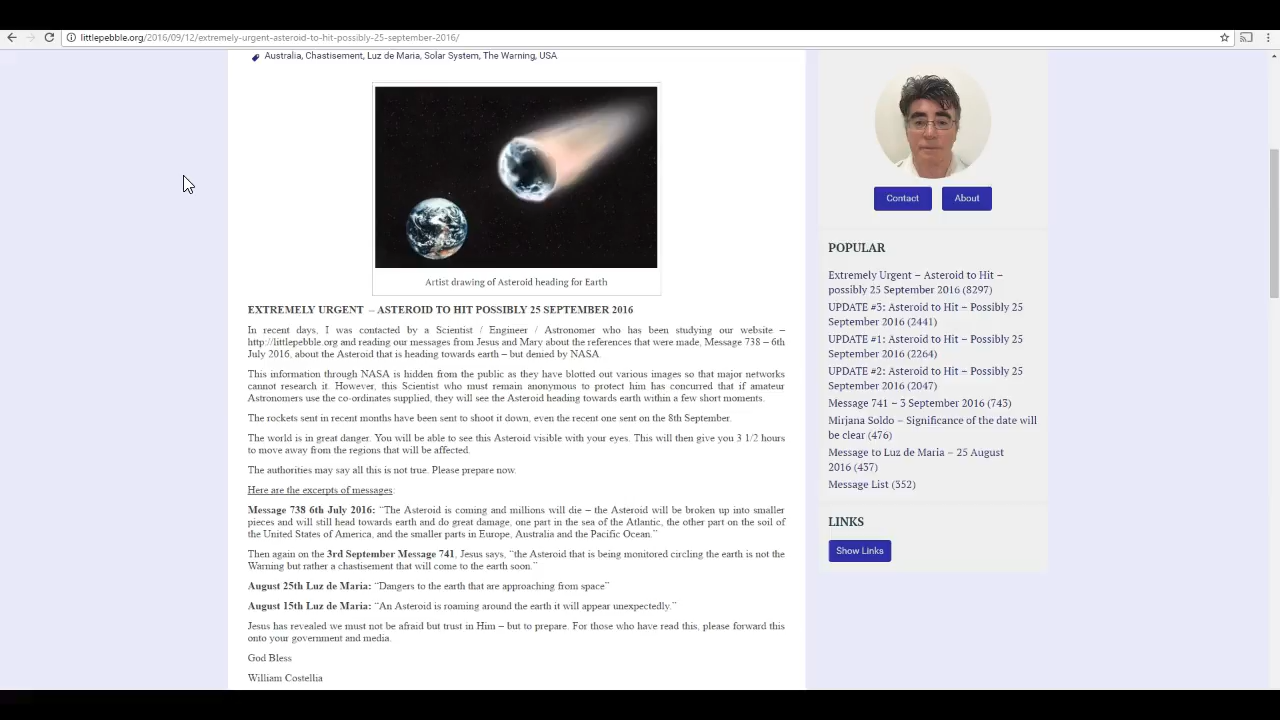 littlepebble.org/2016/09/12/extremely-urgent-asteroid-to-hit-possibly-25-september-2016/
Australia, Chastisement, Luz de Maria, Solar System, The Warning, USA
Artist drawing of Asteroid heading for Earth
EXTREMELY URGENT – ASTEROID TO HIT POSSIBLY 25 SEPTEMBER 2016
In recent days, I was contacted by a Scientist / Engineer / Astronomer who has been studying our website –
http://littlepebble.org and reading our messages from Jesus and Mary about the references that were made, Message 738 – 6th
July 2016, about the Asteroid that is heading towards earth – but denied by NASA.
This information through NASA is hidden from the public as they have blotted out various images so that major networks
cannot research it. However, this Scientist who must remain anonymous to protect him has concurred that if amateur
Astronomers use the co-ordinates supplied, they will see the Asteroid heading towards earth within a few short moments.
The rockets sent in recent months have been sent to shoot it down, even the recent one sent on the 8th September.
The world is in great danger. You will be able to see this Asteroid visible with your eyes. This will then give you 3 1/2 hours
to move away from the regions that will be affected.
The authorities may say all this is not true. Please prepare now.
Here are the excerpts of messages:
Message 738 6th July 2016: “The Asteroid is coming and millions will die – the Asteroid will be broken up into smaller
pieces and will still head towards earth and do great damage, one part in the sea of the Atlantic, the other part on the soil of
the United States of America, and the smaller parts in Europe, Australia and the Pacific Ocean.”
Then again on the 3rd September Message 741, Jesus says, “the Asteroid that is being monitored circling the earth is not the
Warning but rather a chastisement that will come to the earth soon.”
August 25th Luz de Maria: “Dangers to the earth that are approaching from space”
August 15th Luz de Maria: “An Asteroid is roaming around the earth it will appear unexpectedly.”
Jesus has revealed we must not be afraid but trust in Him – but to prepare. For those who have read this, please forward this
onto your government and media.
God Bless
William Costellia
Contact
About
POPULAR
Extremely Urgent – Asteroid to Hit –
possibly 25 September 2016 (8297)
UPDATE #3: Asteroid to Hit – Possibly 25
September 2016 (2441)
UPDATE #1: Asteroid to Hit – Possibly 25
September 2016 (2264)
UPDATE #2: Asteroid to Hit – Possibly 25
September 2016 (2047)
Message 741 – 3 September 2016 (743)
Mirjana Soldo – Significance of the date will
be clear (476)
Message to Luz de Maria – 25 August
2016 (437)
Message List (352)
LINKS
Show Links